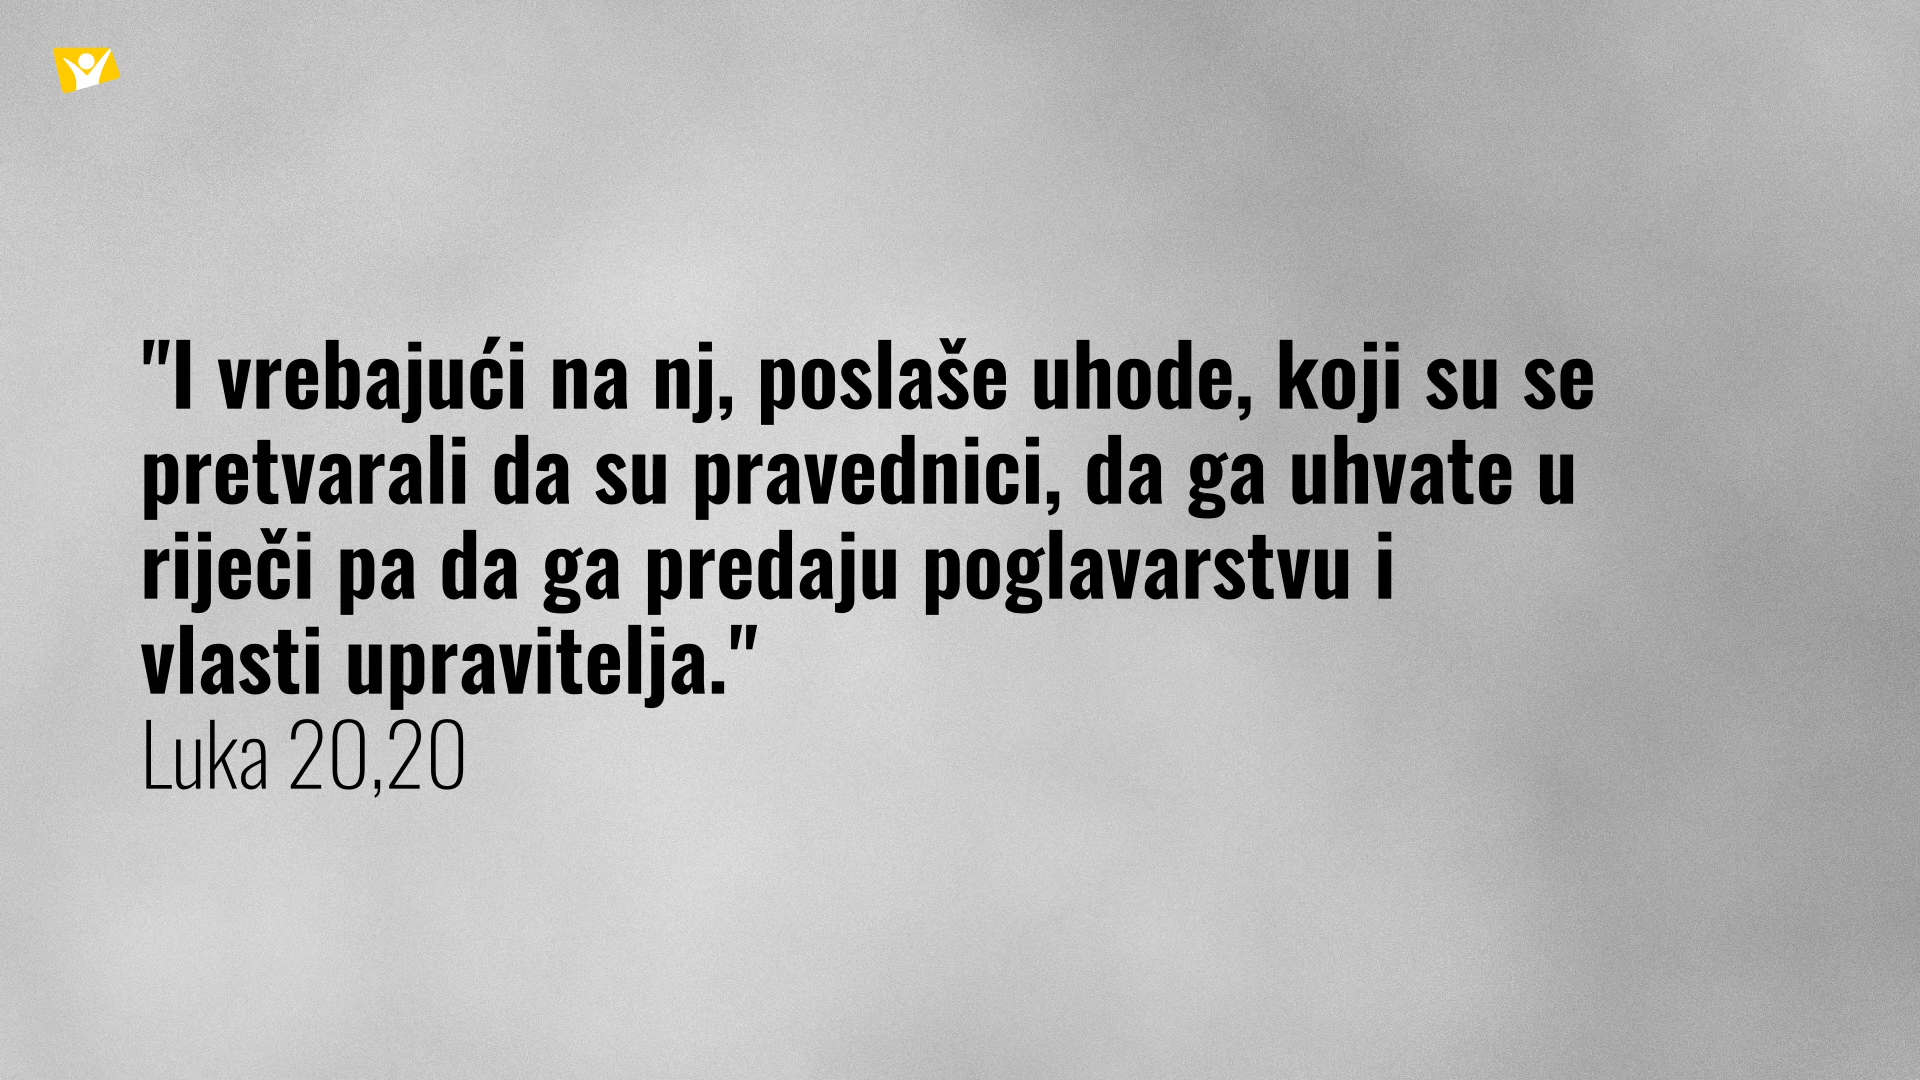 "I vrebajući na nj, poslaše uhode, koji su se
pretvarali da su pravednici, da ga uhvate u
riječi pa da ga predaju poglavarstvu i
vlasti upravitelja."
Luka 20,20